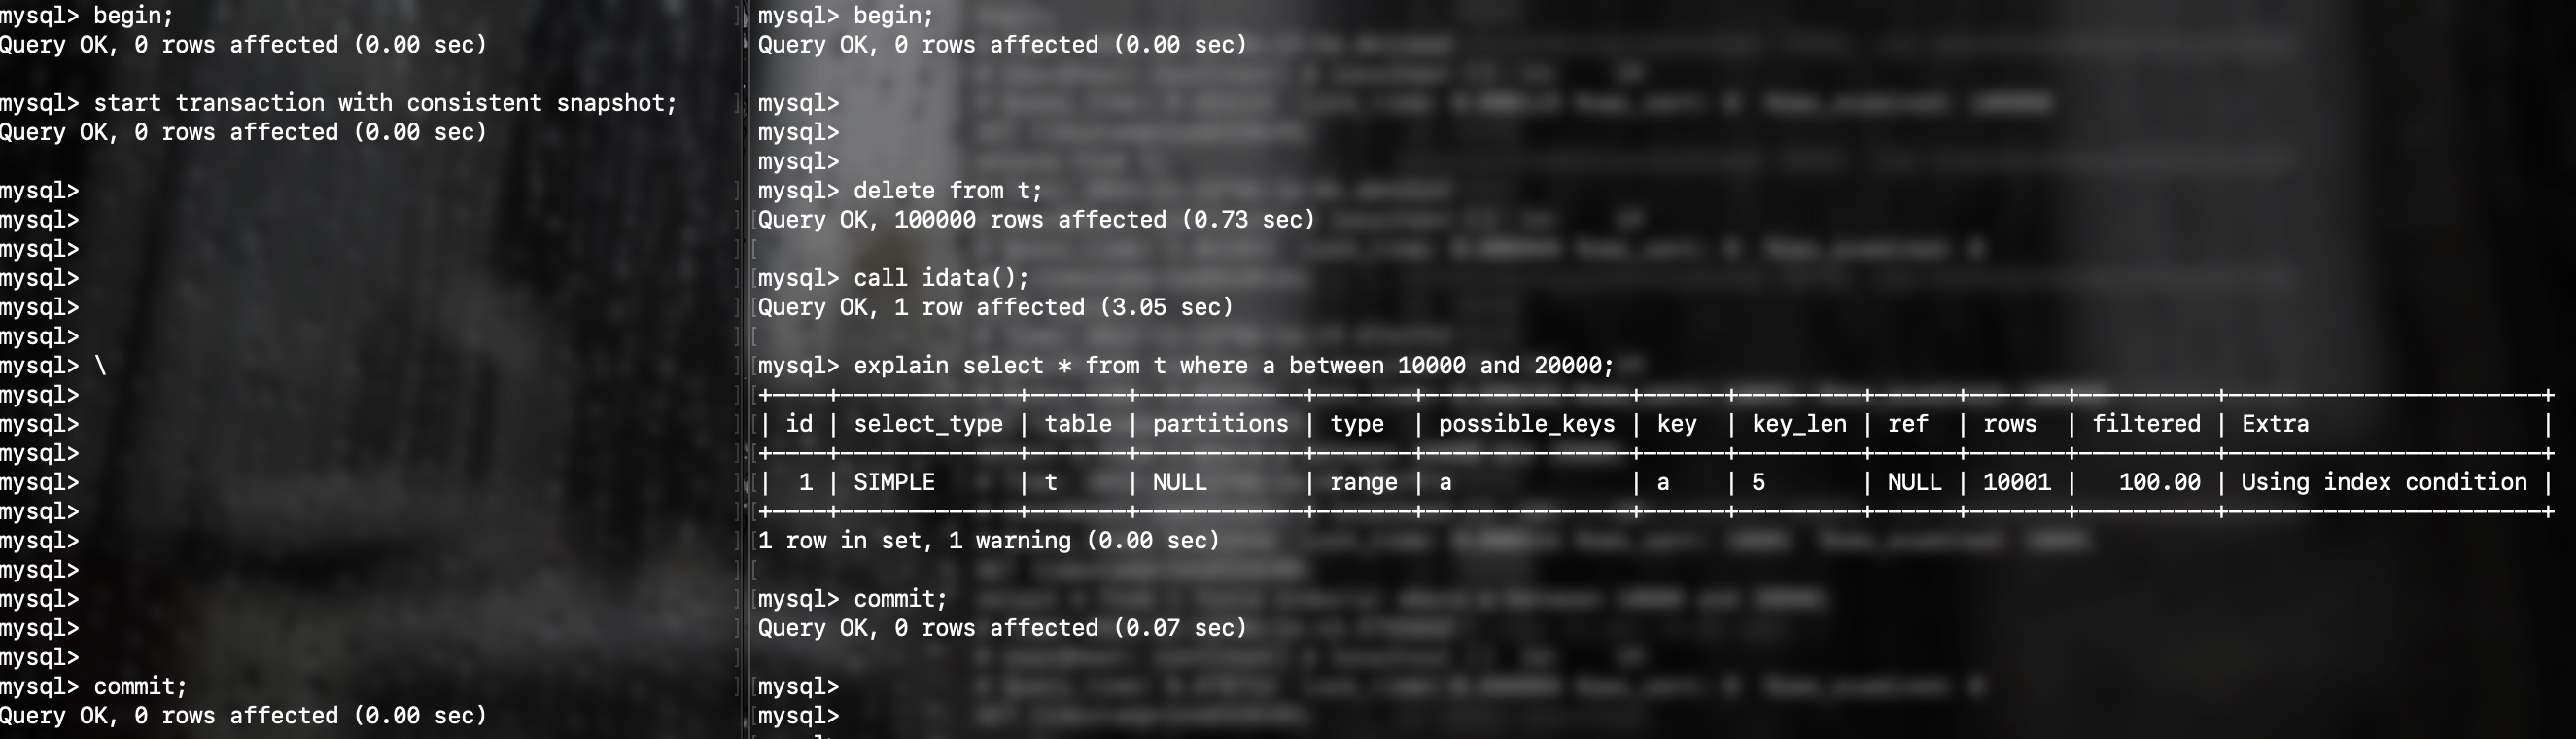 mysql> begin;
Query OK, 0 rows affected (0.00 sec)
mysql> start transaction with consistent snapshot;
Query OK, 0 rows affected (0.00 sec)
mysql>
mysql>
mysql>
mysql>
mysql>
mysql>
mysql> \
mysql>
mysql>
mysql>
mysql>
mysql>
mysql>
mysql>
mysql>
mysql>
mysql>
mysql> commit;
Query OK, 0 rows affected (0.00 sec)
mysql> begin;
Query OK, 0 rows affected (0.00 sec)
mysql>
mysql>
mysql>
mysql> delete from t;
Query OK, 100000 rows affected (0.73 sec)
mysql> call idata();
Query OK, 1 row affected (3.05 sec)
mysql> explain select * from t where a between 10000 and 20000;
+----+-------------+-------+------------+-------+---------------+------+---------+------+-------+----------+-----------------------+
| id | select_type | table | partitions | type | possible_keys | key | key_len | ref | rows | filtered | Extra |
+----+-------------+-------+------------+-------+---------------+------+---------+------+-------+----------+-----------------------+
| 1 | SIMPLE | t | NULL | range | a | a | 5 | NULL | 10001 | 100.00 | Using index condition |
+----+-------------+-------+------------+-------+---------------+------+---------+------+-------+----------+-----------------------+
1 row in set, 1 warning (0.00 sec)
mysql> commit;
Query OK, 0 rows affected (0.07 sec)
mysql>
mysql>